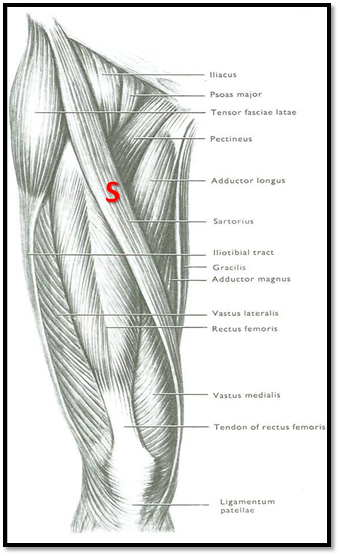 Iliacus
Psoas major
Tensor fasciae latae
Pectineus
Adductor longus
S
Sartorius
Iliotibial tract
Gracilis
Adductor magnus
Vastus lateralis
Rectus femoris
Vastus medialis
Tendon of rectus femoris
Ligamentum
patellae